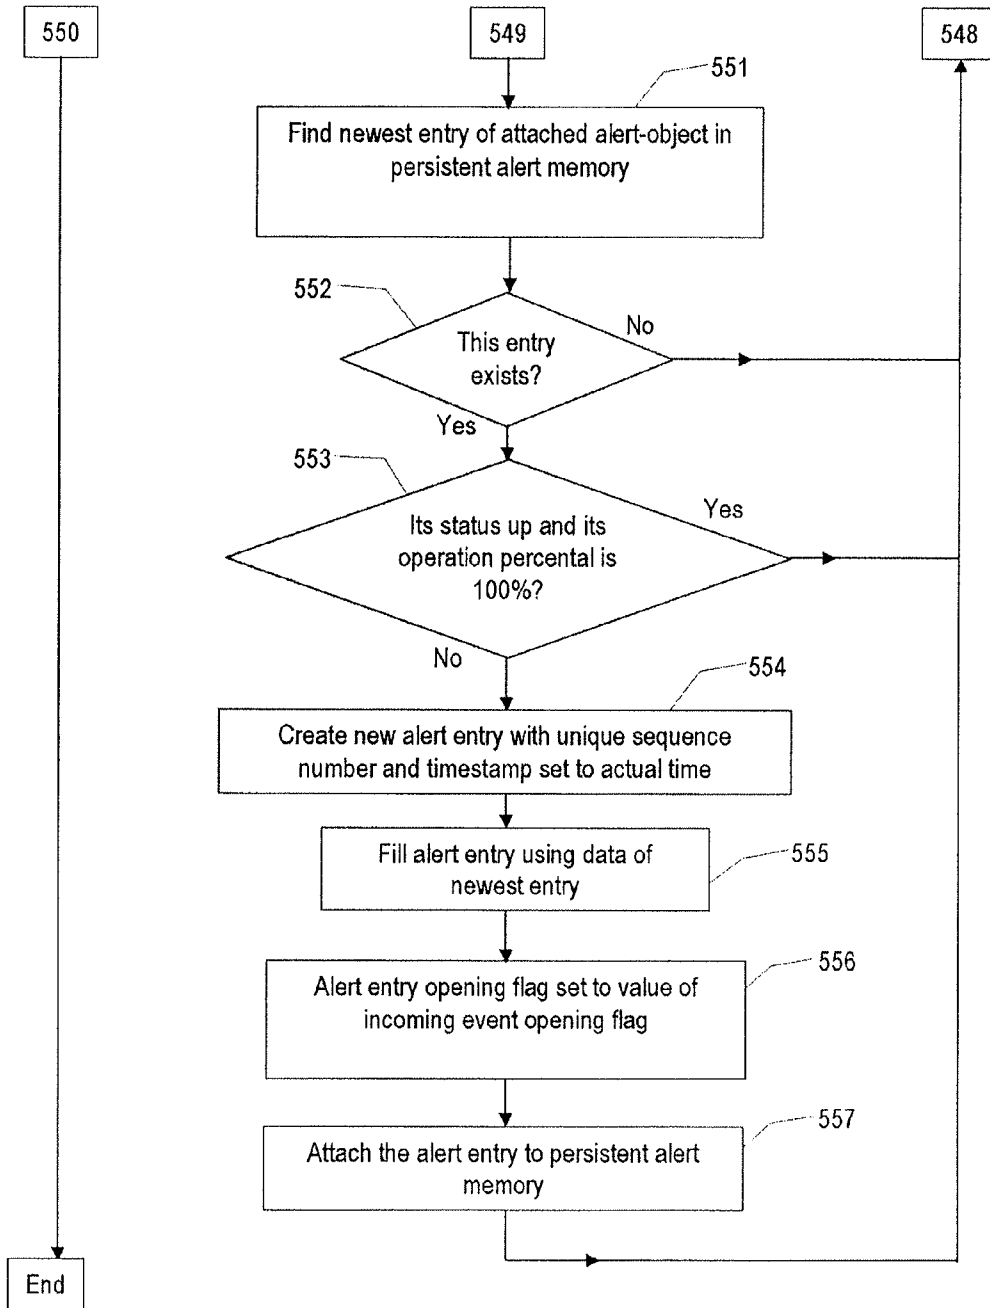 550
549
548
551
Find newest entry of attached alert-object in
persistent alert memory
552
This entry
exists?
No
Yes
553
Its status up and its
operation percental is
100%?
Yes
No
554
Create new alert entry with unique sequence
number and timestamp set to actual time
Fill alert entry using data of
newest entry
555
556
Alert entry opening flag set to value of
incoming event opening flag
557
Attach the alert entry to persistent alert
memory
End